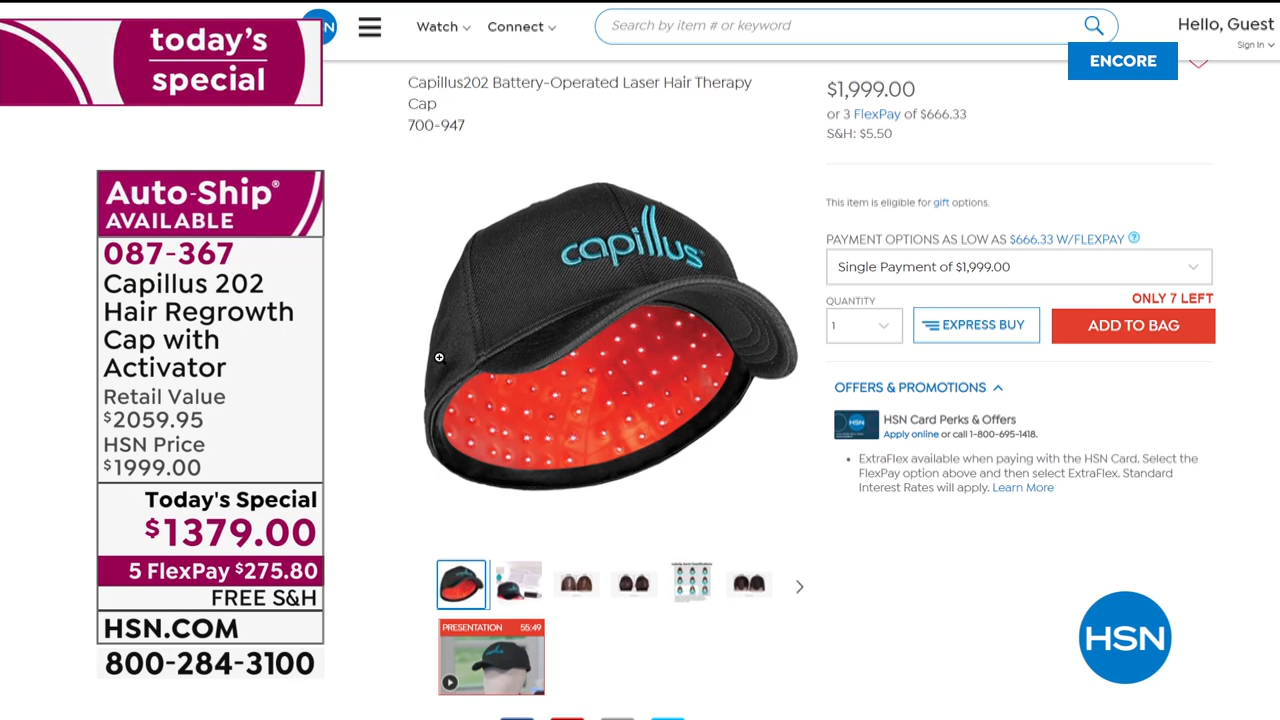 today's
special
Auto-Ship®
AVAILABLE
087-367
Capillus 202
Hair Regrowth
Cap with
Activator
Retail Value
$2059.95
HSN Price
$1999.00
Today's Special
$1379.00
5 FlexPay $275.80
FREE S&H
HSN.COM
800-284-3100
Watch
Connect
Search by item # or keyword
Hello, Guest
Sign In
ENCORE
Capillus202 Battery-Operated Laser Hair Therapy
Cap
700-947
capillus
PRESENTATION 55:49
$1,999.00
or 3 FlexPay of $666.33
S&H: $5.50
This item is eligible for gift options.
PAYMENT OPTIONS AS LOW AS $666.33 W/FLEXPAY ?
Single Payment of $1,999.00
QUANTITY
ONLY 7 LEFT
1
EXPRESS BUY
ADD TO BAG
OFFERS & PROMOTIONS
HSN
HSN Card Perks & Offers
Apply online or call 1-800-695-1418.
• ExtraFlex available when paying with the HSN Card. Select the
FlexPay option above and then select ExtraFlex. Standard
Interest Rates will apply. Learn More
HSN